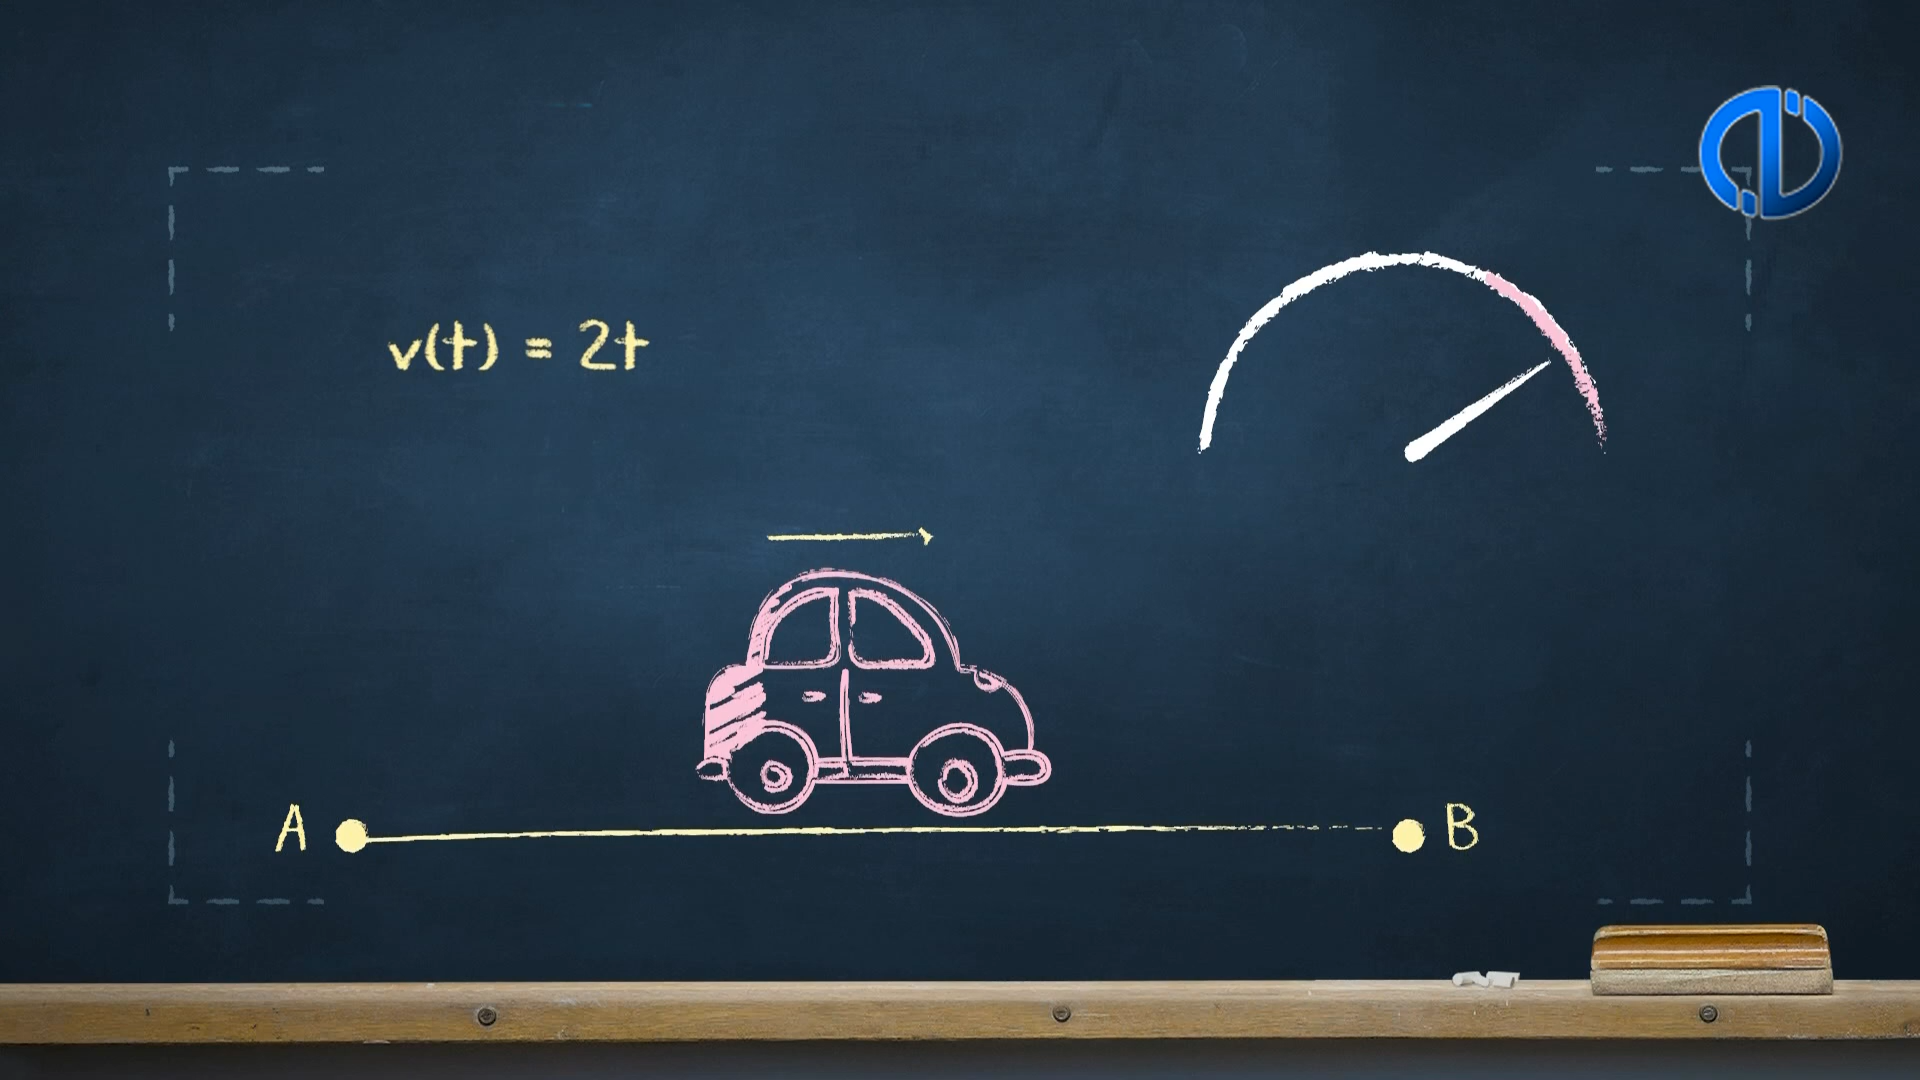 v(t) = 2t
A
B